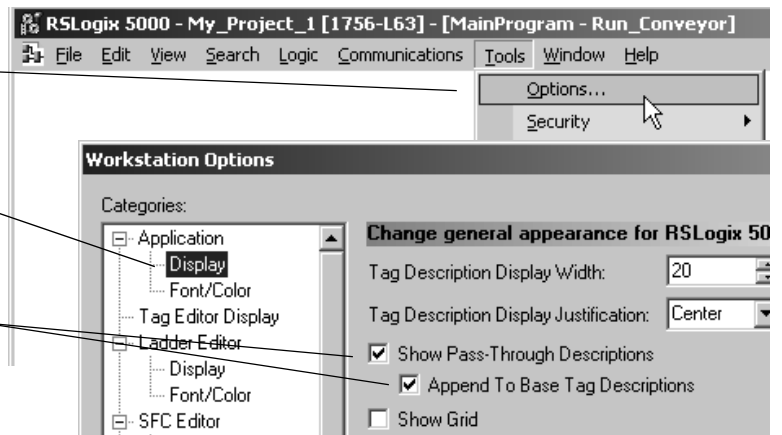 RSLogix 5000 - My_Project_1 [1756-L63] - [MainProgram - Run_Conveyor]
File Edit View Search Logic Communications Tools Window Help
Options...
Security
Workstation Options
Categories:
Application
Display
Font/Color
Tag Editor Display
Ladder Editor
Display
Font/Color
SFC Editor
Change general appearance for RSLogix 50
Tag Description Display Width: 20
Tag Description Display Justification: Center
Show Pass-Through Descriptions
Append To Base Tag Descriptions
Show Grid